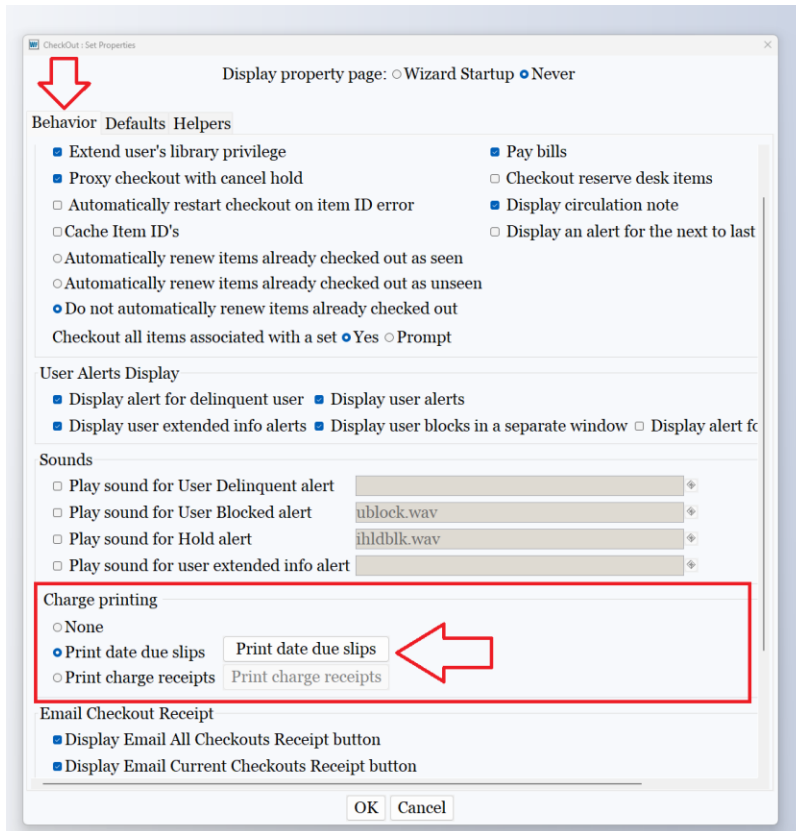 CheckOut : Set Properties
Display property page: Wizard Startup Never
Behavior Defaults Helpers
Extend user's library privilege Pay bills
Proxy checkout with cancel hold Checkout reserve desk items
Automatically restart checkout on item ID error Display circulation note
Cache Item ID's Display an alert for the next to last
Automatically renew items already checked out as seen
Automatically renew items already checked out as unseen
Do not automatically renew items already checked out
Checkout all items associated with a set Yes Prompt
User Alerts Display
Display alert for delinquent user Display user alerts
Display user extended info alerts Display user blocks in a separate window Display alert fo
Sounds
Play sound for User Delinquent alert
Play sound for User Blocked alert ublock.wav
Play sound for Hold alert ihldblk.wav
Play sound for user extended info alert
Charge printing
None
Print date due slips Print date due slips
Print charge receipts Print charge receipts
Email Checkout Receipt
Display Email All Checkouts Receipt button
Display Email Current Checkouts Receipt button
OK Cancel